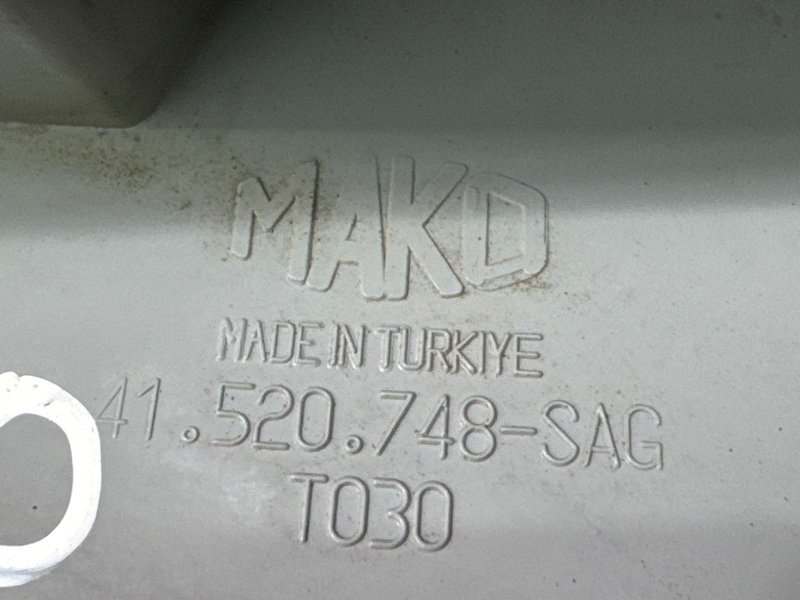 MAKO
MADE IN TURKIYE
41.520.748-SAG
T030